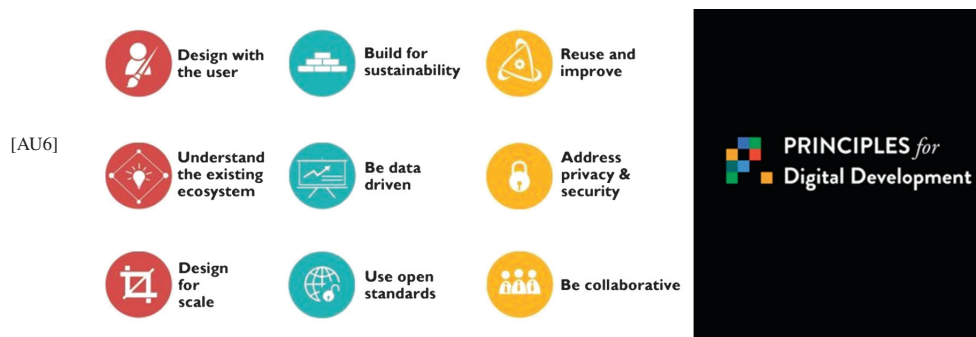 Design with
the user
Build for
sustainability
Reuse and
improve
[AU6]
Understand
the existing
ecosystem
Be data
driven
Address
privacy &
security
Design
for
scale
Use open
standards
Be collaborative
PRINCIPLES for
Digital Development